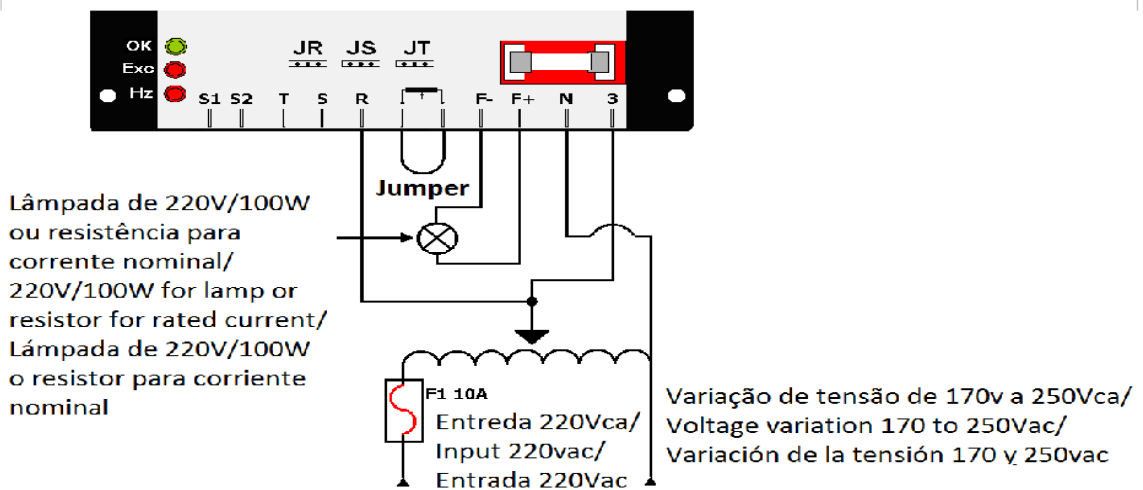 OK
Exc
Hz
JR JS JT
S1 S2 T S R F- F+ N 3
Jumper
Lâmpada de 220V/100W
ou resistência para
corrente nominal/
220V/100W for lamp or
resistor for rated current/
Lámpada de 220V/100W
o resistor para corriente
nominal
F1 10A
Entreda 220Vca/
Input 220vac/
Entrada 220Vac
Variação de tensão de 170v a 250Vca/
Voltage variation 170 to 250Vac/
Variación de la tensión 170 y 250vac